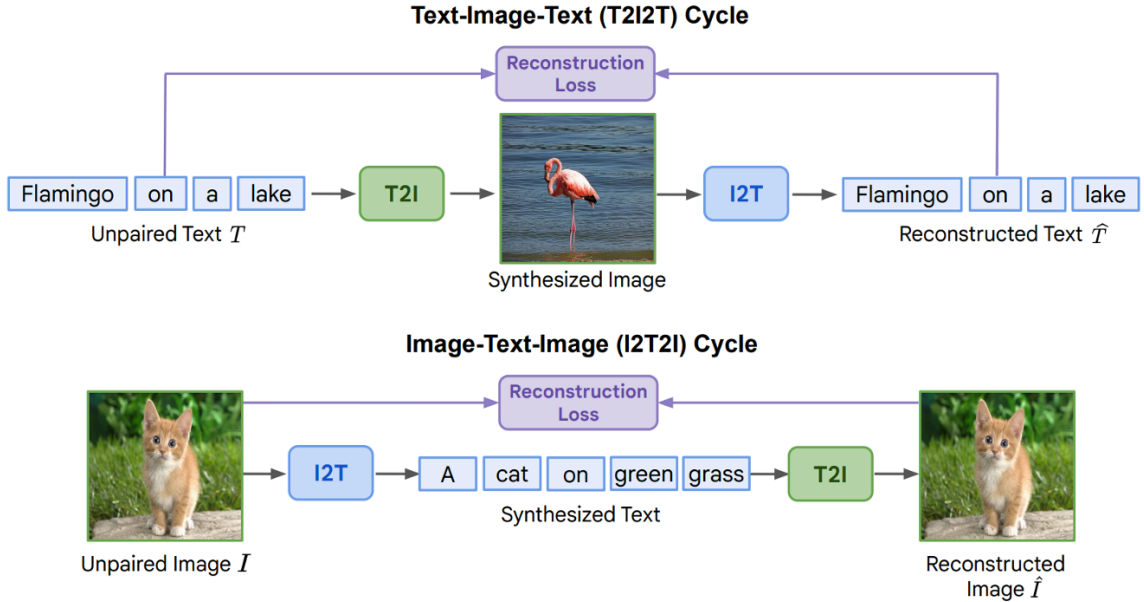 Text-Image-Text (T2I2T) Cycle
Reconstruction
Loss
Flamingo on a lake
T2I
I2T
Flamingo on a lake
Unpaired Text T
Synthesized Image
Reconstructed Text T̂
Image-Text-Image (I2T2I) Cycle
Reconstruction
Loss
I2T
A cat on green grass
T2I
Synthesized Text
Unpaired Image I
Reconstructed
Image Î